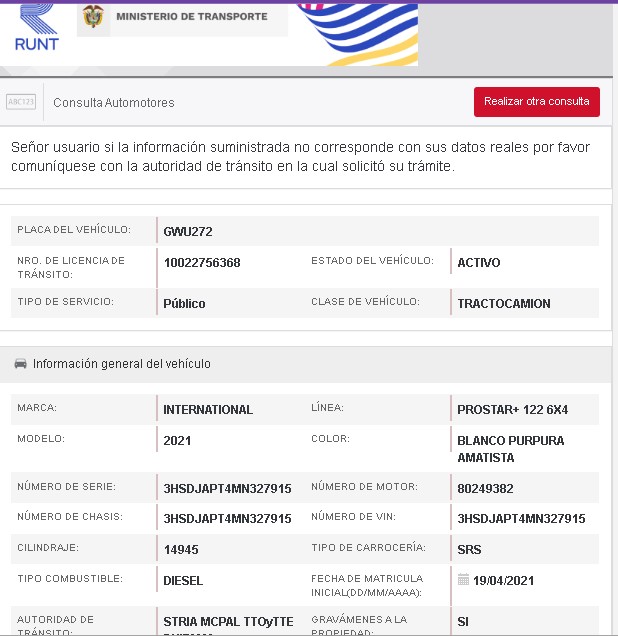 RUNT
MINISTERIO DE TRANSPORTE
ABC123
Consulta Automotores
Realizar otra consulta
Señor usuario si la información suministrada no corresponde con sus datos reales por favor
comuníquese con la autoridad de tránsito en la cual solicitó su trámite.
PLACA DEL VEHÍCULO: GWU272
NRO. DE LICENCIA DE TRÁNSITO: 10022756368 ESTADO DEL VEHÍCULO: ACTIVO
TIPO DE SERVICIO: Público CLASE DE VEHÍCULO: TRACTOCAMION
Información general del vehículo
MARCA: INTERNATIONAL LÍNEA: PROSTAR+ 122 6X4
MODELO: 2021 COLOR: BLANCO PURPURA
AMATISTA
NÚMERO DE SERIE: 3HSDJAPT4MN327915 NÚMERO DE MOTOR: 80249382
NÚMERO DE CHASIS: 3HSDJAPT4MN327915 NÚMERO DE VIN: 3HSDJAPT4MN327915
CILINDRAJE: 14945 TIPO DE CARROCERÍA: SRS
TIPO COMBUSTIBLE: DIESEL FECHA DE MATRICULA
INICIAL(DD/MM/AAAA): 19/04/2021
AUTORIDAD DE
TRÁNSITO: STRIA MCPAL TTOyTTE GRAVÁMENES A LA
PROPIEDAD: SI